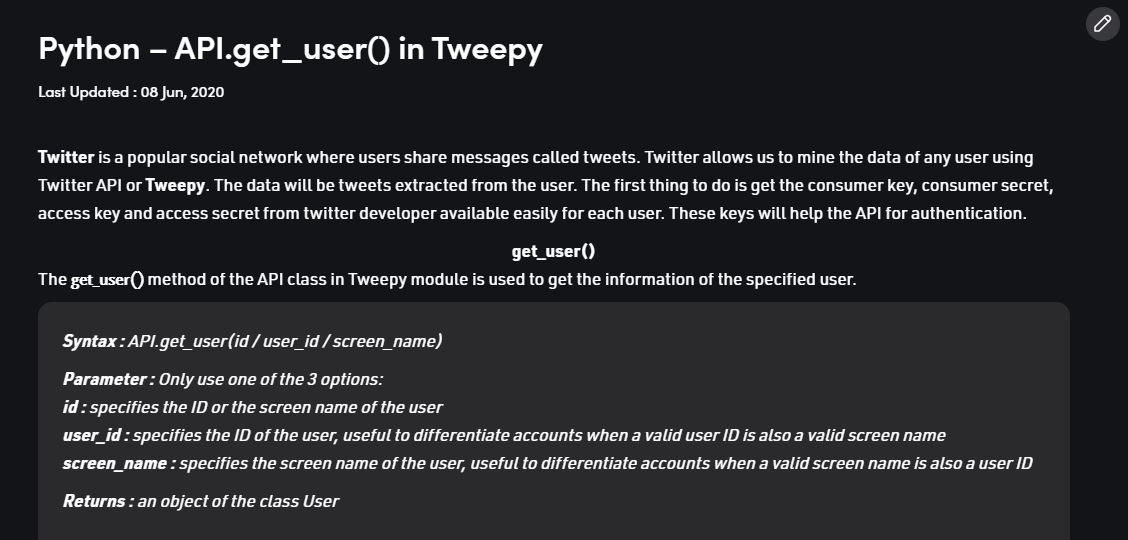 Python – API.get_user() in Tweepy
Last Updated : 08 Jun, 2020
Twitter is a popular social network where users share messages called tweets. Twitter allows us to mine the data of any user using
Twitter API or Tweepy. The data will be tweets extracted from the user. The first thing to do is get the consumer key, consumer secret,
access key and access secret from twitter developer available easily for each user. These keys will help the API for authentication.
get_user()
The get_user() method of the API class in Tweepy module is used to get the information of the specified user.
Syntax : API.get_user(id / user_id / screen_name)
Parameter : Only use one of the 3 options:
id : specifies the ID or the screen name of the user
user_id : specifies the ID of the user, useful to differentiate accounts when a valid user ID is also a valid screen name
screen_name : specifies the screen name of the user, useful to differentiate accounts when a valid screen name is also a user ID
Returns : an object of the class User